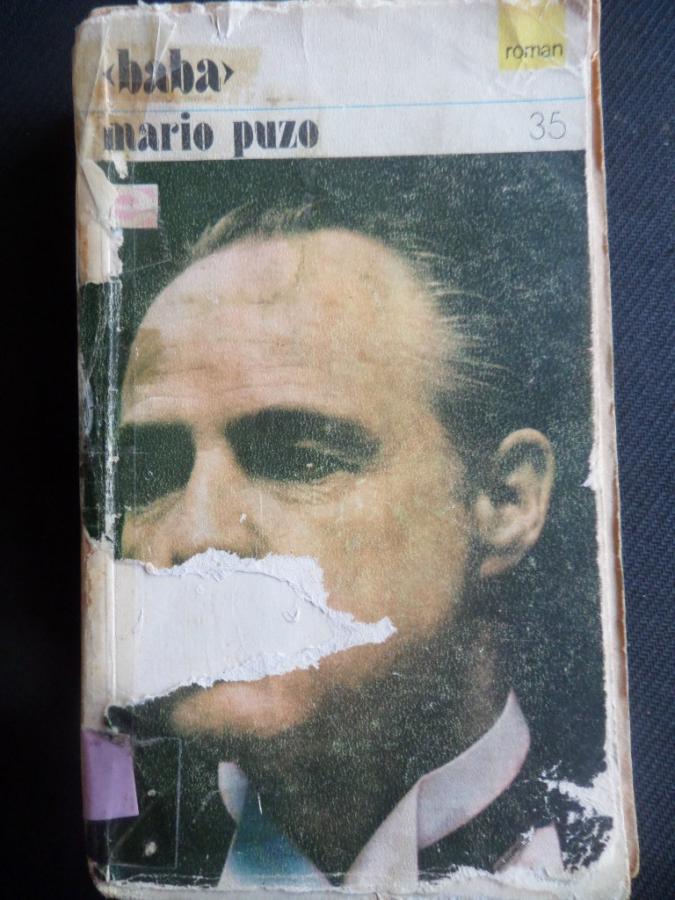 ‹baba›
roman
mario puzo
35